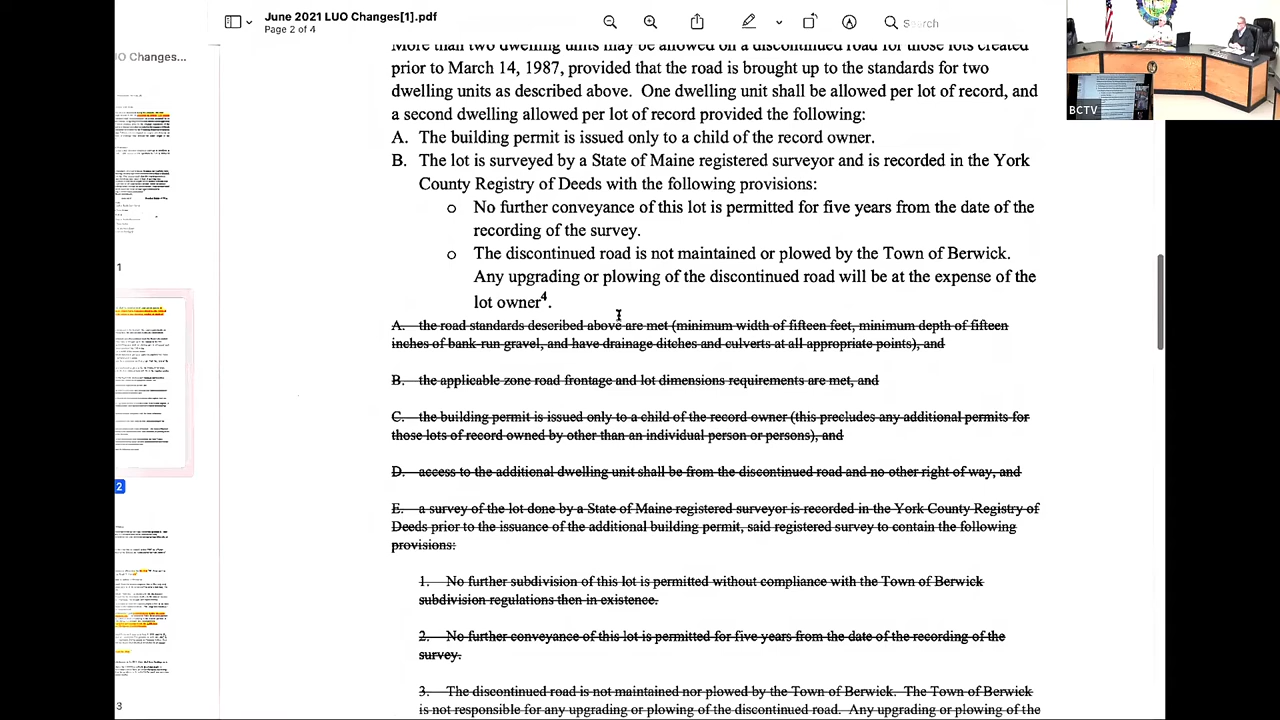 June 2021 LUO Changes[1].pdf
Page 2 of 4
Search
UO Changes...
BCTV
More than two dwelling units may be allowed on a discontinued road for those lots created
prior to March 14, 1987, provided that the road is brought up to the standards for two
dwelling units as described above. One dwelling unit shall be allowed per lot of record, and
a second dwelling allowed per lot of record provided the following:
A. The building permit is issued only to a child of the record owner.
B. The lot is surveyed by a State of Maine registered surveyor and is recorded in the York
County Registry of Deeds with the following provisions:
o No further conveyance of this lot is permitted for five years from the date of the
recording of the survey.
o The discontinued road is not maintained or plowed by the Town of Berwick.
Any upgrading or plowing of the discontinued road will be at the expense of the
lot owner4.
A. the road standards described above are met (minimum width of fifteen feet, minimum depth of fifteen
inches of bank-run gravel, adequate drainage ditches and culverts at all appropriate points), and
B. the applicable zone road frontage and lot dimensions requirements are met, and
C. the building permit is issued only to a child of the record owner (this precludes any additional permits for
the lots of record owned by other than an individual person or persons), and
D. access to the additional dwelling unit shall be from the discontinued road and no other right of way, and
E. a survey of the lot done by a State of Maine registered surveyor is recorded in the York County Registry of
Deeds prior to the issuance of the additional building permit, said registered survey to contain the following
provisions:
1. No further subdivision of this lot is permitted without compliance with the Town of Berwick
subdivision regulations then in existence.
2. No further conveyance of this lot is permitted for five years from the date of the recording of the
survey.
3. The discontinued road is not maintained nor plowed by the Town of Berwick. The Town of Berwick
is not responsible for any upgrading or plowing of the discontinued road. Any upgrading or plowing of the
1
2
3